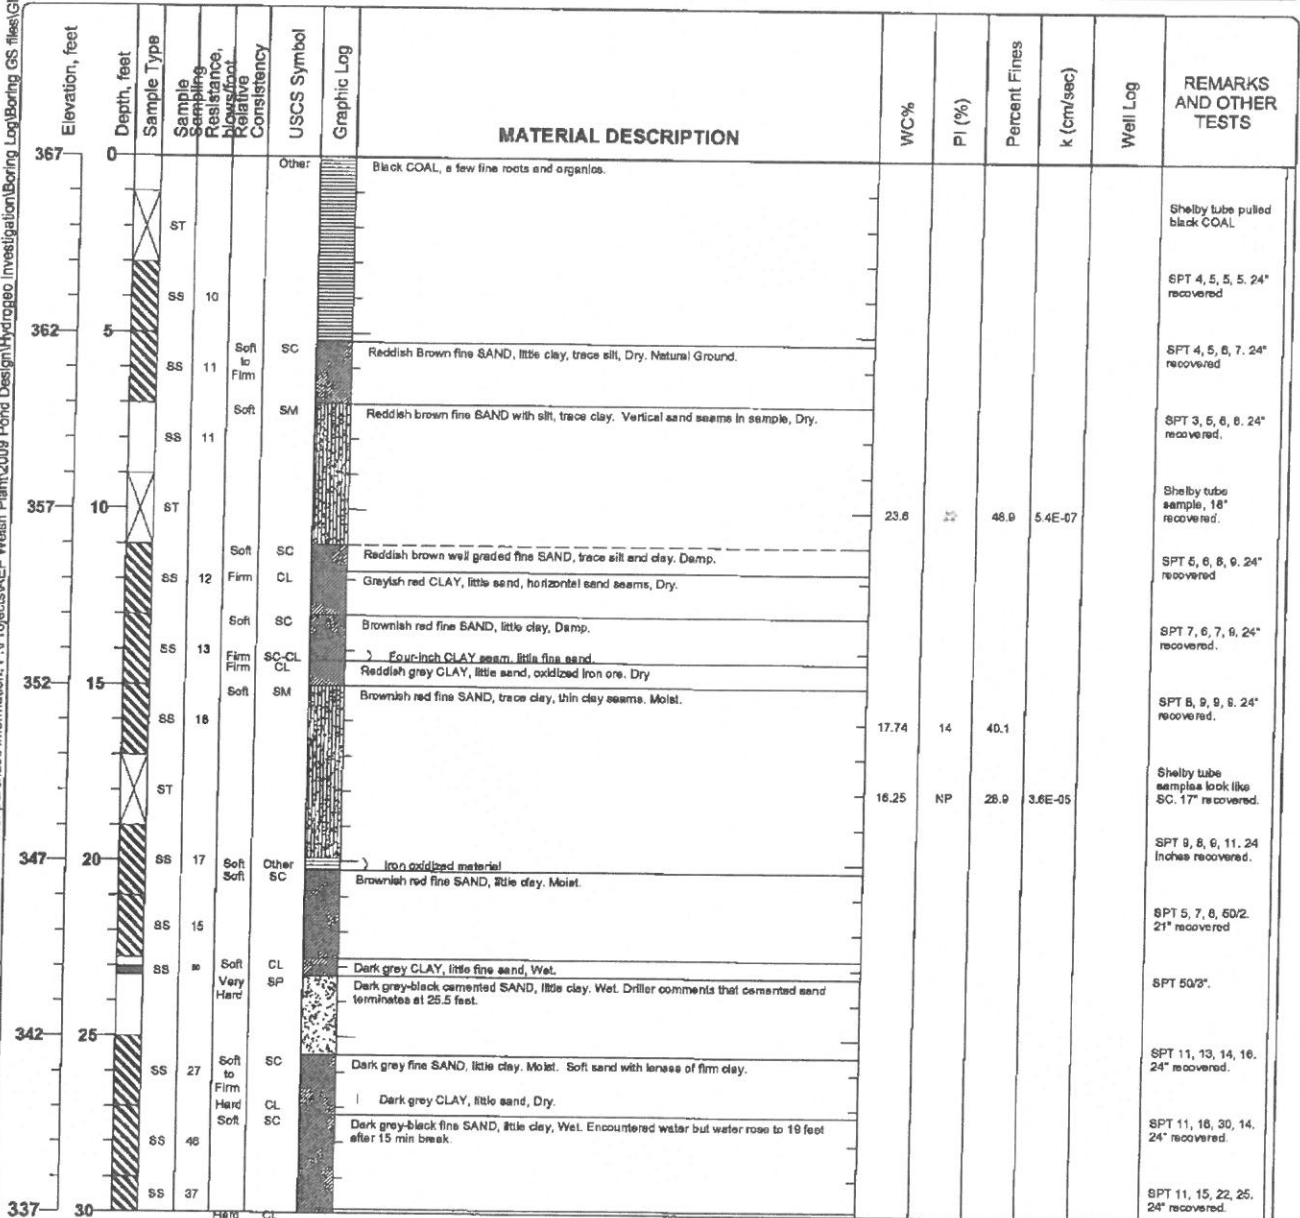 Elevation, feet
Depth, feet
Sample Type
Sample
Sampling
Resistance,
blows/foot
Relative
Consistency
USCS Symbol
Graphic Log
MATERIAL DESCRIPTION
WC%
PI (%)
Percent Fines
k (cm/sec)
Well Log
REMARKS
AND OTHER
TESTS
367 0
Other Black COAL, a few fine roots and organics.
ST Shelby tube pulled
black COAL
SS 10 SPT 4, 5, 5, 5. 24"
recovered
362 5
Soft SC Reddish Brown fine SAND, little clay, trace silt, Dry. Natural Ground.
to
Firm
SS 11 SPT 4, 5, 6, 7. 24"
recovered
Soft SM Reddish brown fine SAND with silt, trace clay. Vertical sand seams in sample, Dry.
SS 11 SPT 3, 5, 6, 8. 24"
recovered.
357 10 ST 23.6 48.9 5.4E-07 Shelby tube
sample, 18"
recovered.
Soft SC Reddish brown well graded fine SAND, trace silt and clay. Damp.
SS 12 Firm CL Greyish red CLAY, little sand, horizontal sand seams, Dry.
SPT 5, 6, 6, 9. 24"
recovered
Soft SC Brownish red fine SAND, little clay, Damp.
SS 13 Firm SC-CL Four-inch CLAY seam, little fine sand.
Firm CL Reddish grey CLAY, little sand, oxidized iron ore. Dry
SPT 7, 6, 7, 9. 24"
recovered.
352 15
Soft SM Brownish red fine SAND, trace clay, thin clay seams. Moist.
SS 18 17.74 14 40.1 SPT 8, 9, 9, 9. 24"
recovered.
ST 16.25 NP 28.9 3.6E-05 Shelby tube
samples look like
SC. 17" recovered.
347 20 SS 17 Soft Other Iron oxidized material
Soft SC Brownish red fine SAND, little clay. Moist.
SPT 9, 8, 9, 11. 24
inches recovered.
SS 15 SPT 5, 7, 8, 50/2.
21" recovered
SS Soft CL Dark grey CLAY, little fine sand, Wet.
Very SP Dark grey-black cemented SAND, little clay. Wet. Driller comments that cemented sand
Hard terminates at 25.5 feet.
SPT 50/3".
342 25
SS 27 Soft SC Dark grey fine SAND, little clay. Moist. Soft sand with lenses of firm clay.
to
Firm
SPT 11, 13, 14, 16.
24" recovered.
Hard CL Dark grey CLAY, little sand, Dry.
Soft SC Dark grey-black fine SAND, little clay, Wet. Encountered water but water rose to 19 feet
after 15 min break.
SS 46 SPT 11, 16, 30, 14.
24" recovered.
SS 37 SPT 11, 15, 22, 25.
24" recovered.
337 30
Hard CL